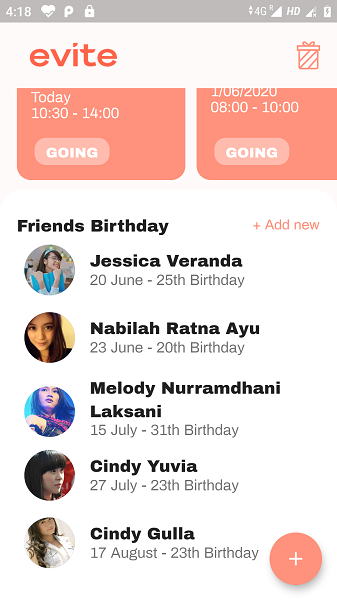 4:18
4G
HD
evite
Today
10:30 - 14:00
GOING
1/06/2020
08:00 - 10:00
GOING
Friends Birthday
+ Add new
Jessica Veranda
20 June - 25th Birthday
Nabilah Ratna Ayu
23 June - 20th Birthday
Melody Nurramdhani
Laksani
15 July - 31th Birthday
Cindy Yuvia
27 July - 23th Birthday
Cindy Gulla
17 August - 23th Birthday
+